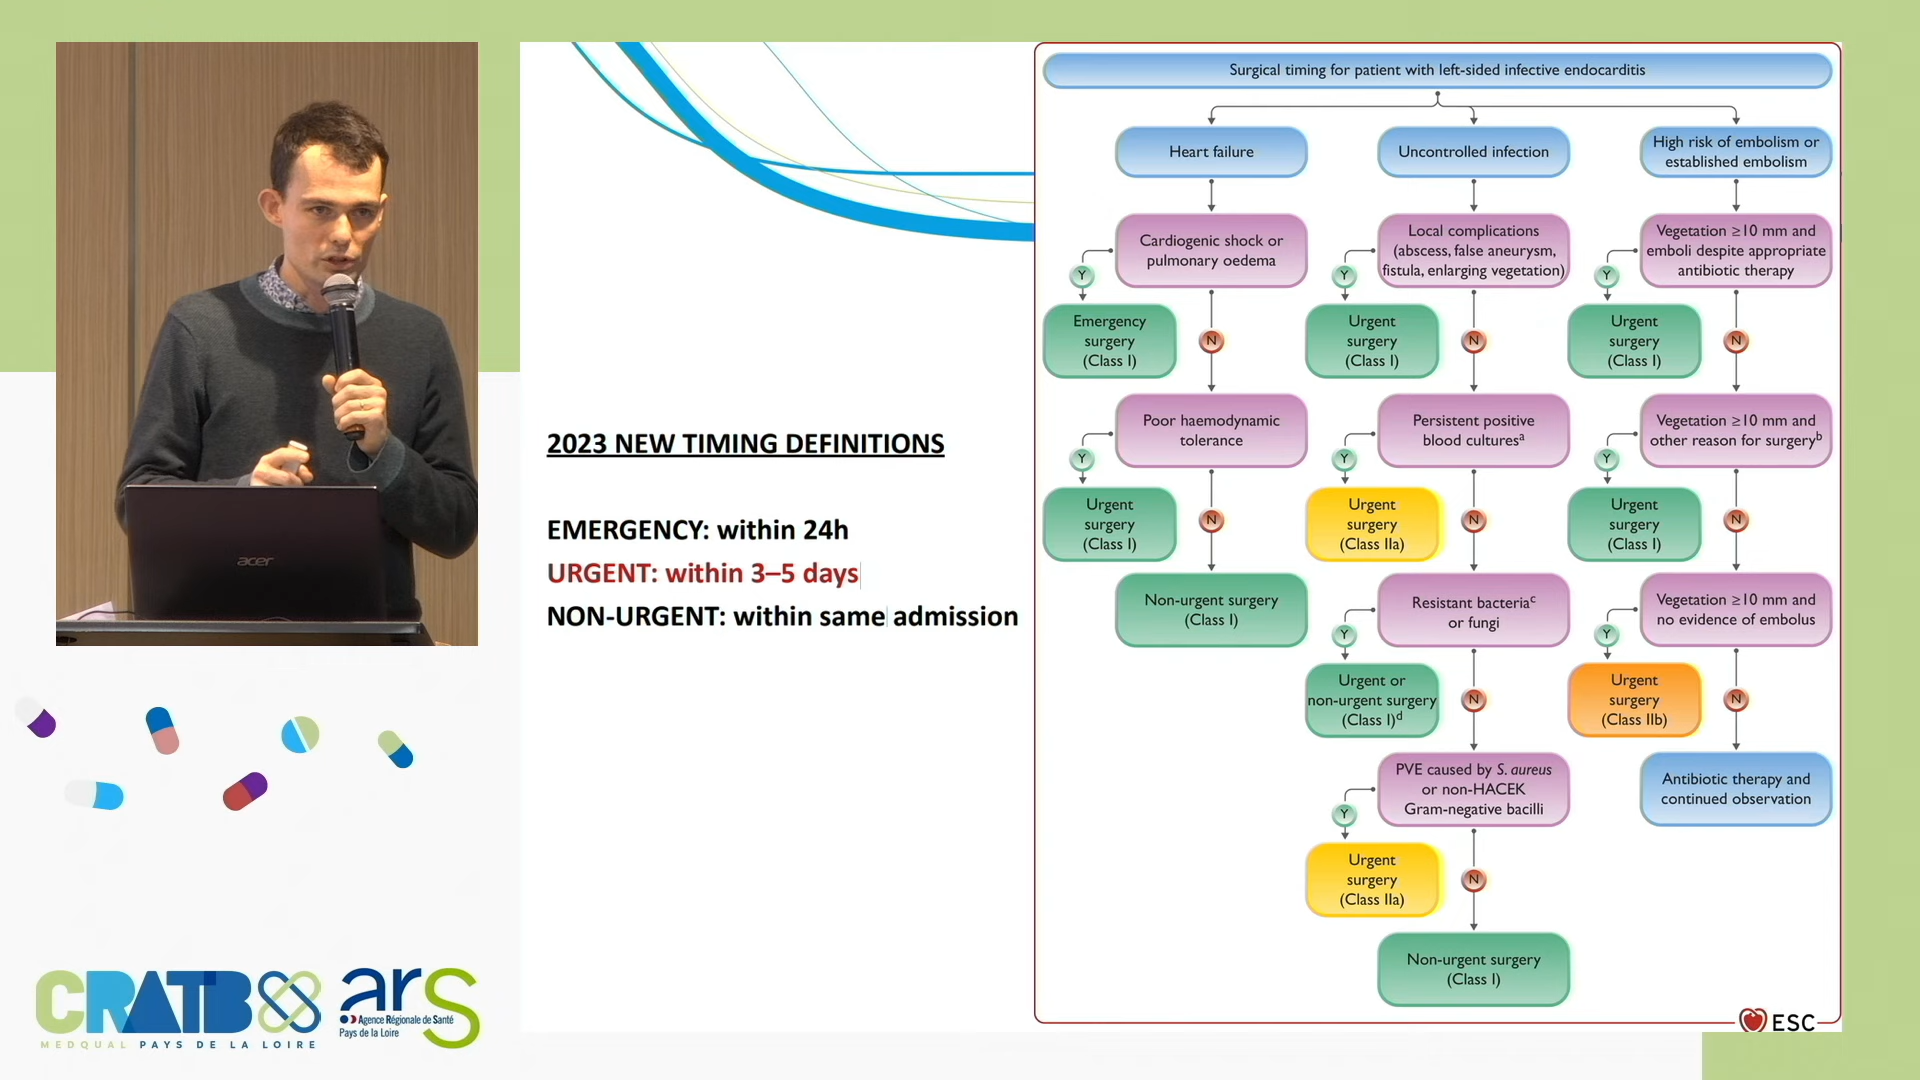 Surgical timing for patient with left-sided infective endocarditis
Heart failure
Uncontrolled infection
High risk of embolism or
established embolism
Cardiogenic shock or
pulmonary oedema
Local complications
(abscess, false aneurysm,
fistula, enlarging vegetation)
Vegetation ≥10 mm and
emboli despite appropriate
antibiotic therapy
Y
Y
Y
Emergency
surgery
(Class I)
N
Urgent
surgery
(Class I)
N
Urgent
surgery
(Class I)
N
2023 NEW TIMING DEFINITIONS
EMERGENCY: within 24h
URGENT: within 3–5 days
NON-URGENT: within same admission
Poor haemodynamic
tolerance
Persistent positive
blood culturesᵃ
Vegetation ≥10 mm and
other reason for surgeryᵇ
Y
Y
Y
Urgent
surgery
(Class I)
N
Urgent
surgery
(Class IIa)
N
Urgent
surgery
(Class I)
N
Non-urgent surgery
(Class I)
Resistant bacteriaᶜ
or fungi
Vegetation ≥10 mm and
no evidence of embolus
Y
Y
Urgent or
non-urgent surgery
(Class I)ᵈ
N
Urgent
surgery
(Class IIb)
N
PVE caused by S. aureus
or non-HACEK
Gram-negative bacilli
Antibiotic therapy and
continued observation
Y
Urgent
surgery
(Class IIa)
N
Non-urgent surgery
(Class I)
ESC
acer
CRATB
MEDQUAL PAYS DE LA LOIRE
ars
Agence Régionale de Santé
Pays de la Loire